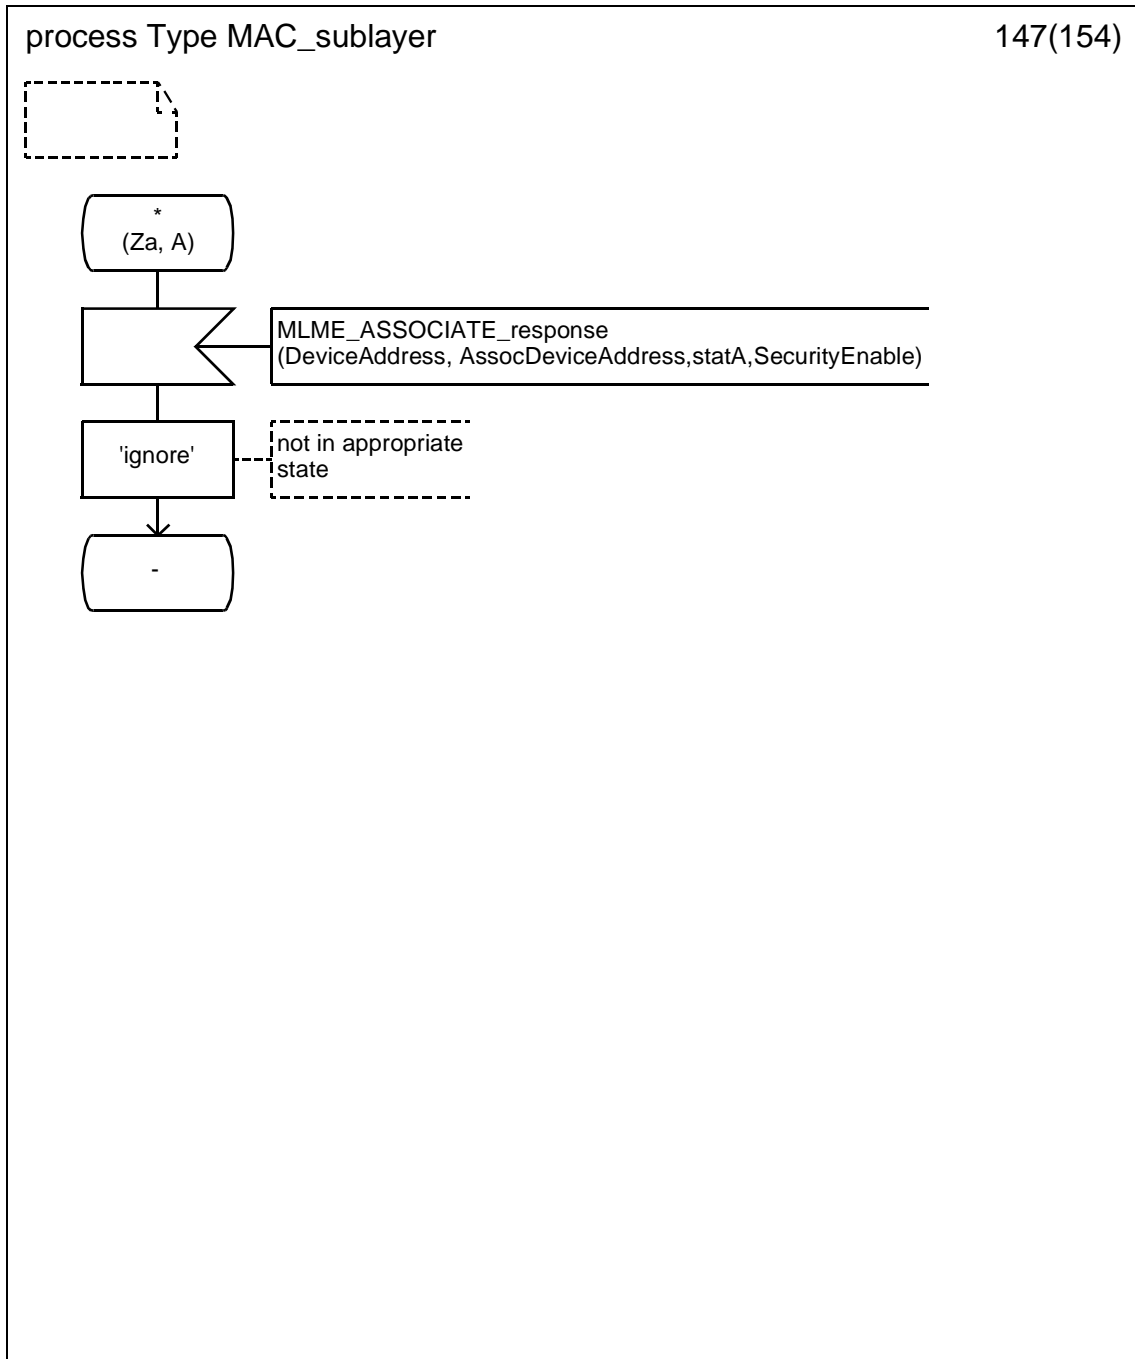 process Type MAC_sublayer
147(154)
*
(Za, A)
MLME_ASSOCIATE_response
(DeviceAddress, AssocDeviceAddress,statA,SecurityEnable)
'ignore'
not in appropriate
state
-